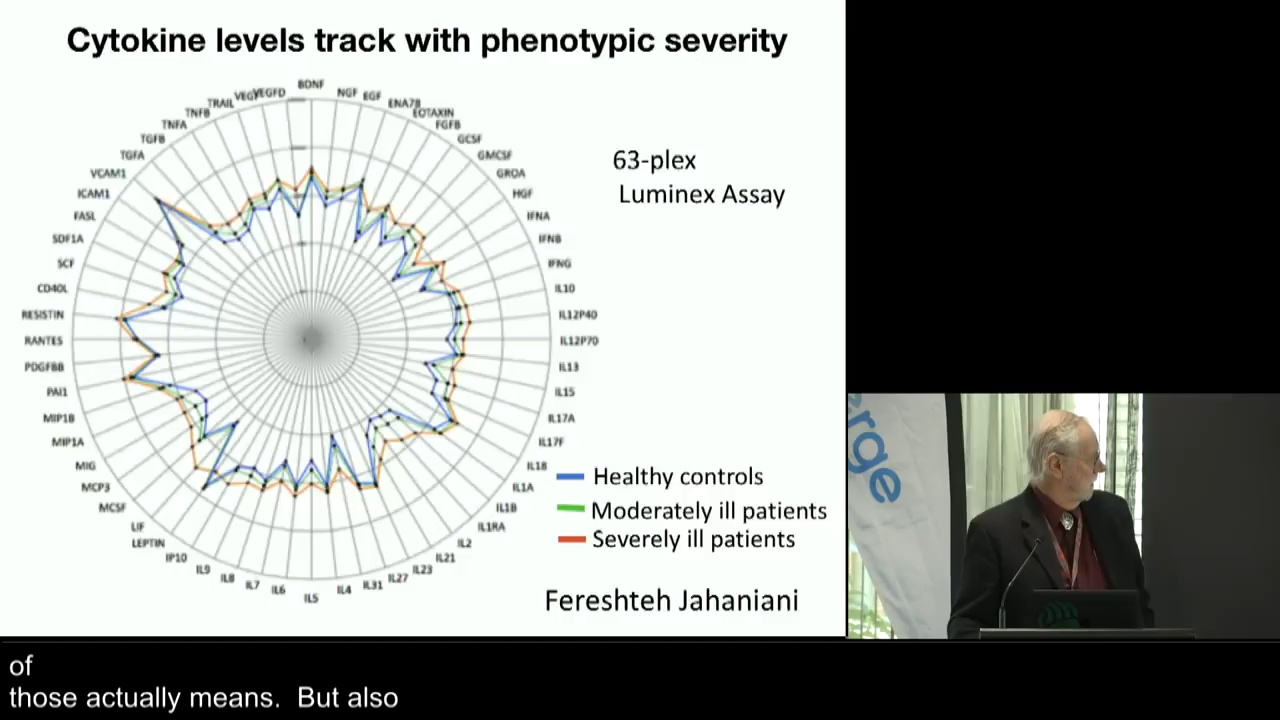 Cytokine levels track with phenotypic severity
BDNF
NGF
EGF
ENA78
EOTAXIN
FGFB
GCSF
GMCSF
GROA
HGF
IFNA
IFNB
IFNG
IL10
IL12P40
IL12P70
IL13
IL15
IL17A
IL17F
IL18
IL1A
IL1B
IL1RA
IL2
IL21
IL23
IL27
IL31
IL4
IL5
IL6
IL7
IL8
IL9
IP10
LEPTIN
LIF
MCSF
MCP3
MIG
MIP1A
MIP1B
PAI1
PDGFBB
RANTES
RESISTIN
CD40L
SCF
SDF1A
FASL
ICAM1
VCAM1
TGFA
TGFB
TNFA
TNFB
TRAIL
VEGF
VEGFD
63-plex
Luminex Assay
Healthy controls
Moderately ill patients
Severely ill patients
Fereshteh Jahaniani
erge
of
those actually means. But also